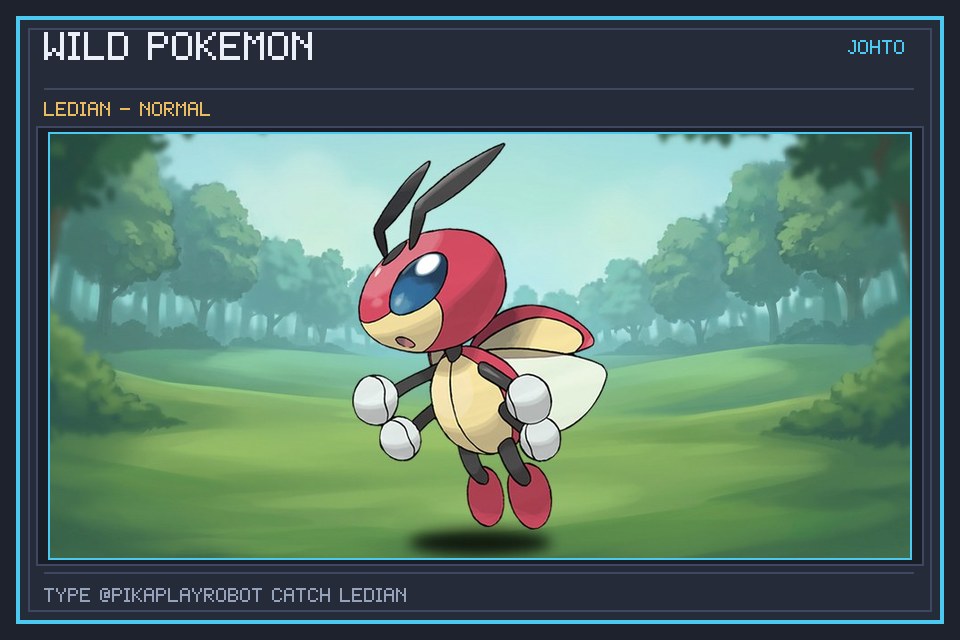 WILD POKEMON
JOHTO
LEDIAN - NORMAL
TYPE @PIKAPLAYROBOT CATCH LEDIAN